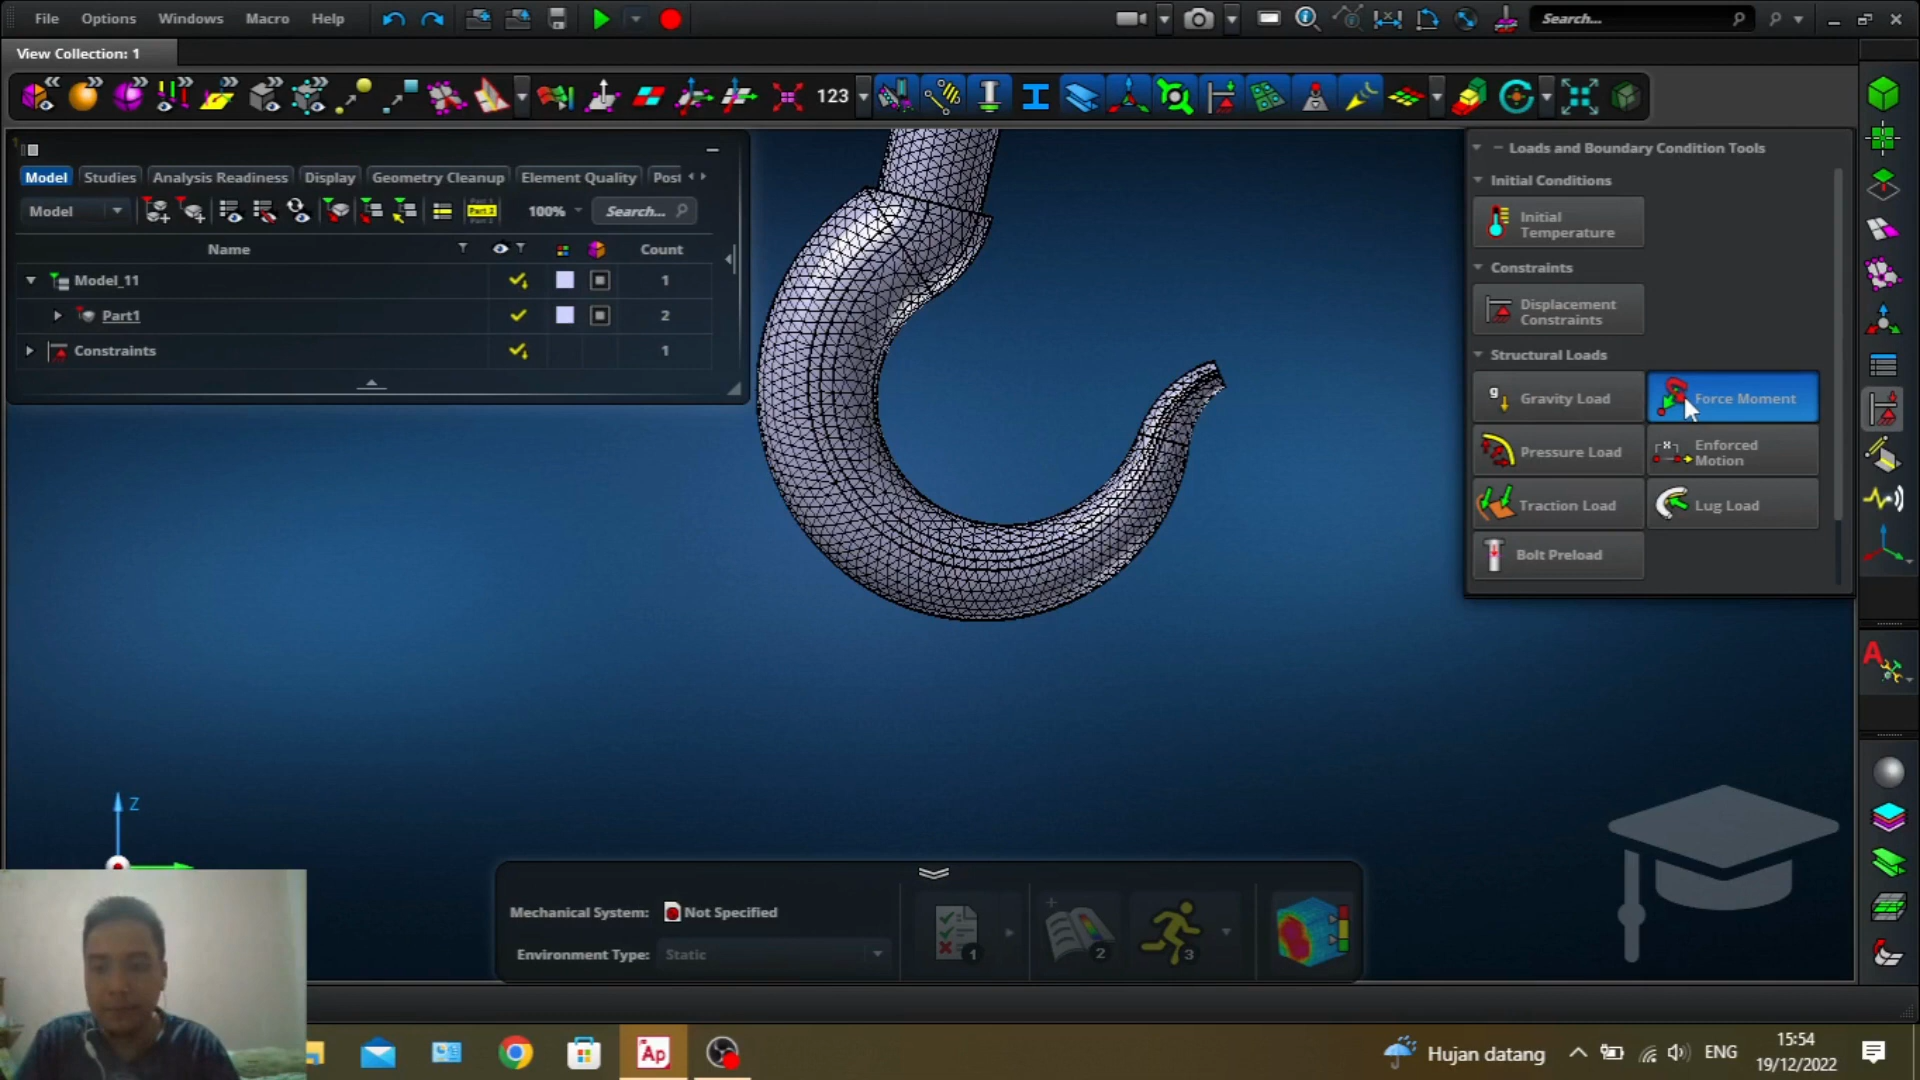 File Options Windows Macro Help Search...
View Collection: 1
123
Model Studies Analysis Readiness Display Geometry Cleanup Element Quality Post
Model 100% Search...
Name Count
Model_11 1
Part1 2
Constraints 1
Loads and Boundary Condition Tools
Initial Conditions
Initial
Temperature
Constraints
Displacement
Constraints
Structural Loads
Gravity Load Force Moment
Pressure Load Enforced
Motion
Traction Load Lug Load
Bolt Preload
Z
Mechanical System: Not Specified
Environment Type: Static
1 2 3
Ap
Hujan datang ENG 15:54
19/12/2022